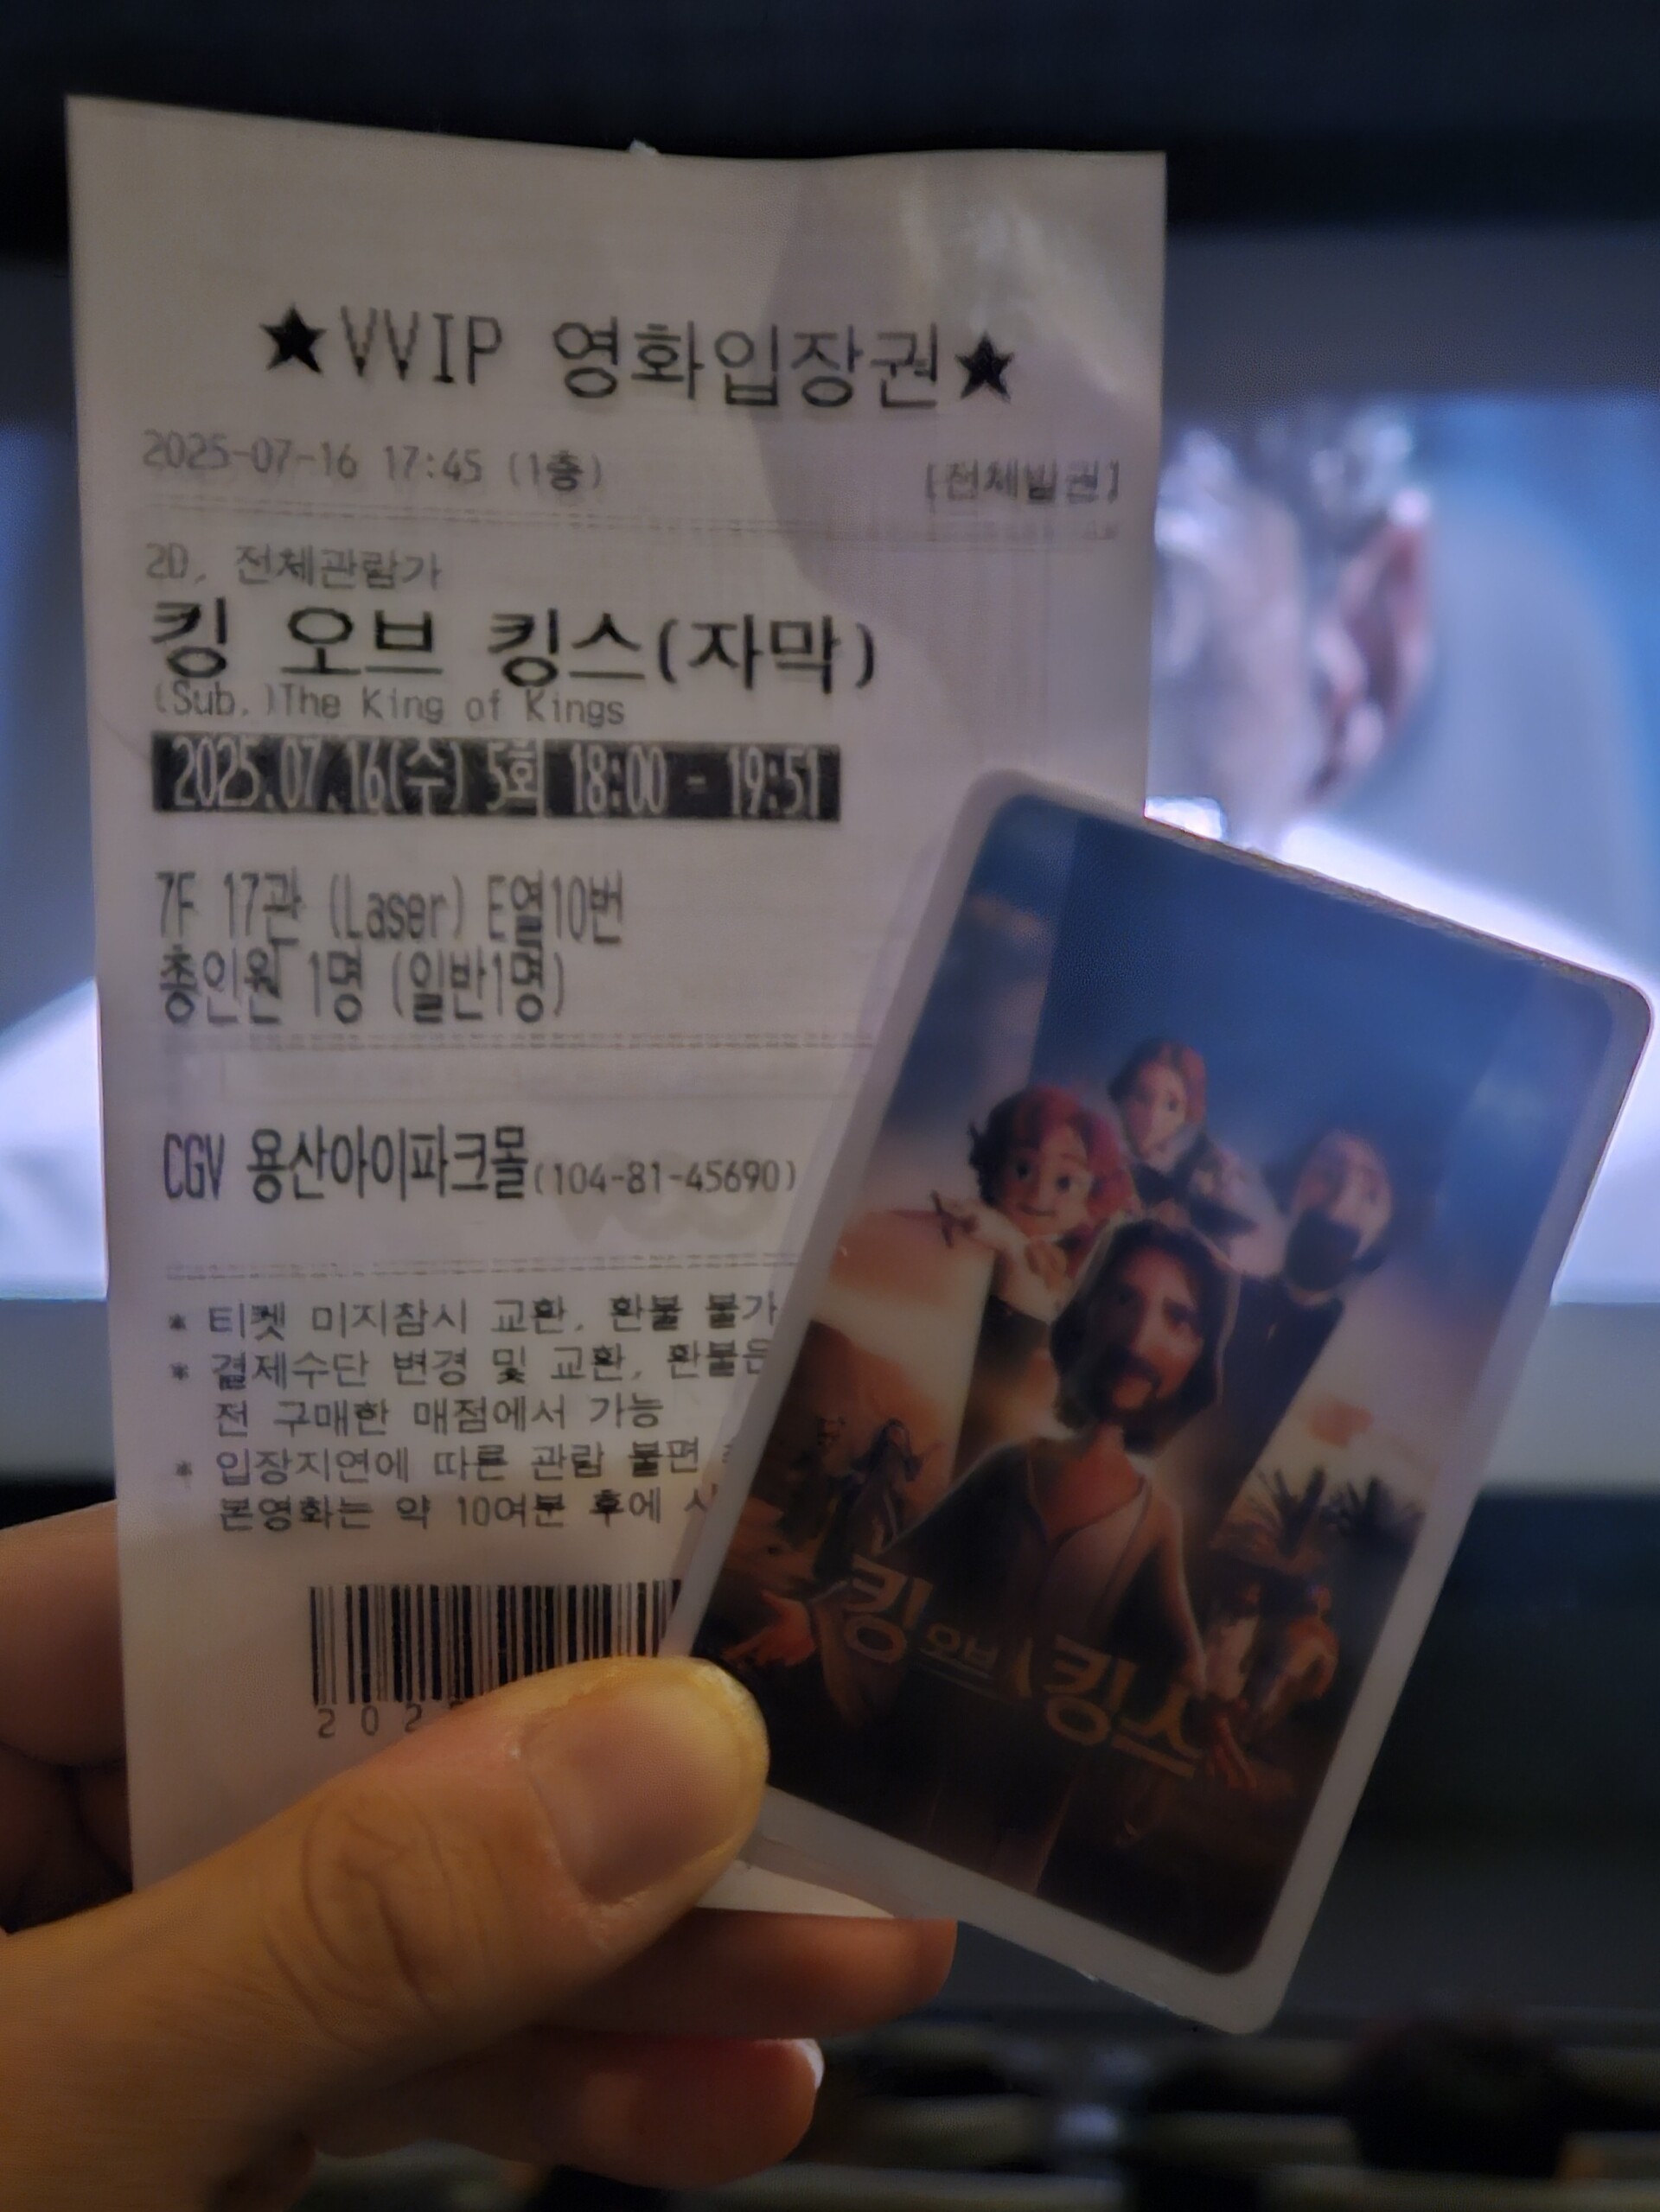 ★VVIP 영화입장권★
2025-07-16 17:45 (1층)
[전체발권]
2D, 전체관람가
킹 오브 킹스(자막)
(Sub.)The King of Kings
2025.07.16(수) 5회 18:00 - 19:51
7F 17관 (Laser) E열10번
총인원 1명 (일반1명)
CGV 용산아이파크몰(104-81-45690)
* 티켓 미지참시 교환, 환불 불가
* 결제수단 변경 및 교환, 환불은
전 구매한 매점에서 가능
* 입장지연에 따른 관람 불편
본영화는 약 10여분 후에
202
킹 오브 킹스